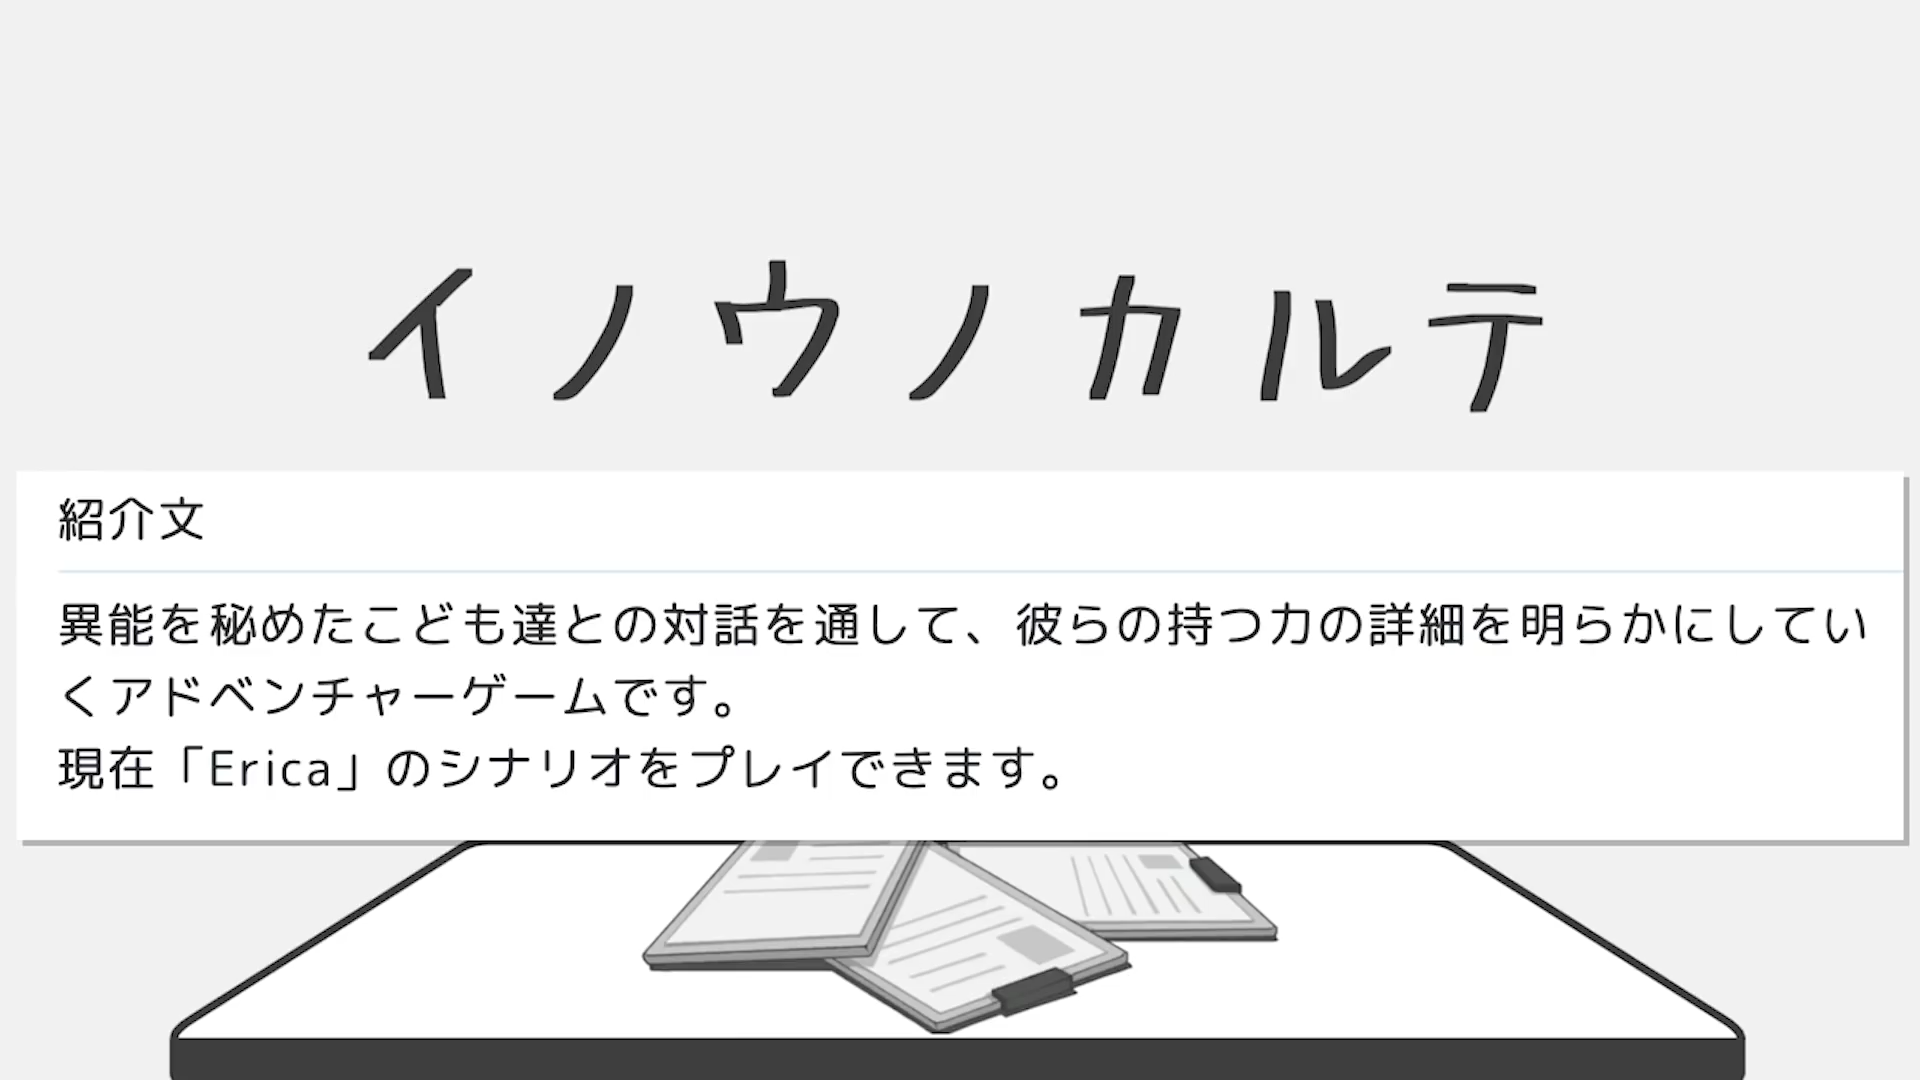 イノウノカルテ
紹介文
異能を秘めたこども達との対話を通して、彼らの持つ力の詳細を明らかにしてい
くアドベンチャーゲームです。
現在「Erica」のシナリオをプレイできます。